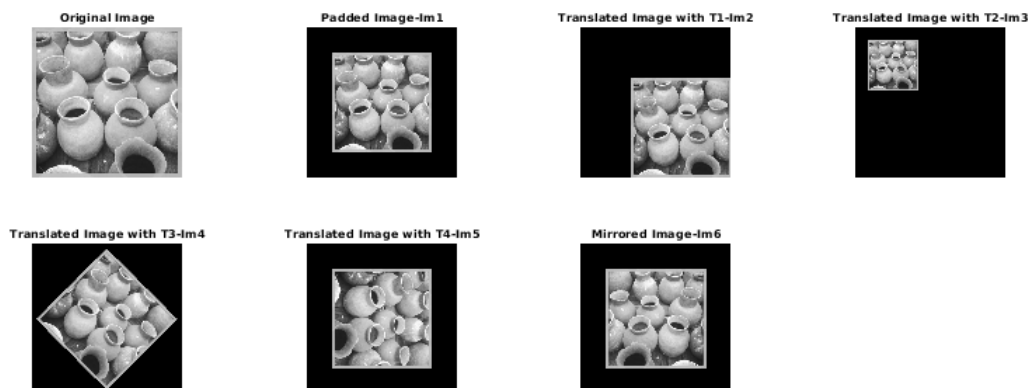 Original Image
Padded Image-Im1
Translated Image with T1-Im2
Translated Image with T2-Im3
Translated Image with T3-Im4
Translated Image with T4-Im5
Mirrored Image-Im6